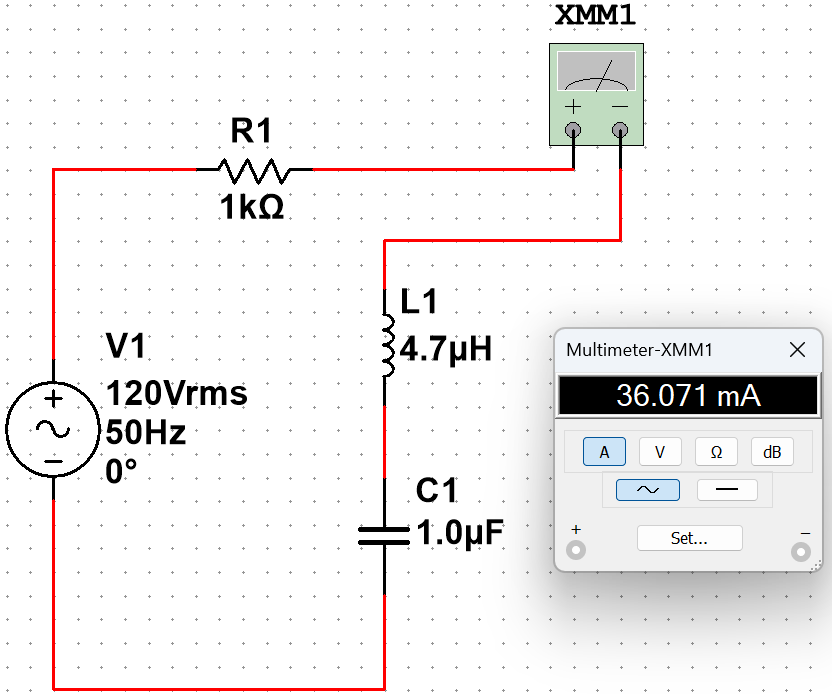 XMM1
+ −
R1
1kΩ
L1
4.7µH
V1
+
−
120Vrms
50Hz
0°
C1
1.0µF
Multimeter-XMM1
36.071 mA
A V Ω dB
Set...
+ −